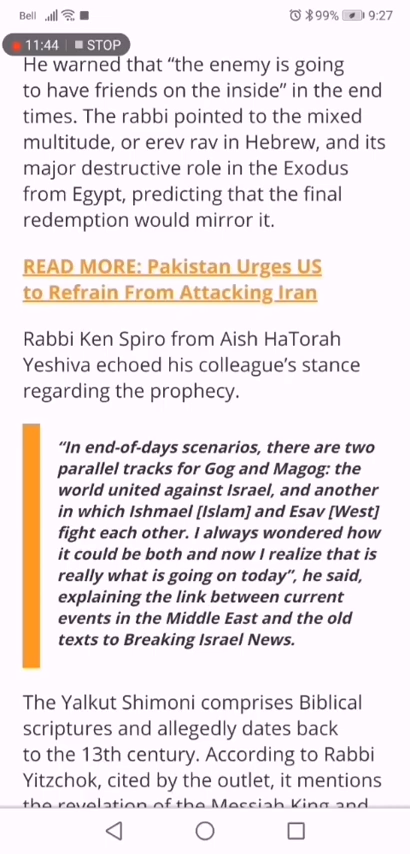 Bell 99% 9:27
11:44 STOP
He warned that “the enemy is going
to have friends on the inside” in the end
times. The rabbi pointed to the mixed
multitude, or erev rav in Hebrew, and its
major destructive role in the Exodus
from Egypt, predicting that the final
redemption would mirror it.
READ MORE: Pakistan Urges US
to Refrain From Attacking Iran
Rabbi Ken Spiro from Aish HaTorah
Yeshiva echoed his colleague’s stance
regarding the prophecy.
“In end-of-days scenarios, there are two
parallel tracks for Gog and Magog: the
world united against Israel, and another
in which Ishmael [Islam] and Esav [West]
fight each other. I always wondered how
it could be both and now I realize that is
really what is going on today”, he said,
explaining the link between current
events in the Middle East and the old
texts to Breaking Israel News.
The Yalkut Shimoni comprises Biblical
scriptures and allegedly dates back
to the 13th century. According to Rabbi
Yitzchok, cited by the outlet, it mentions
the revelation of the Messiah King and